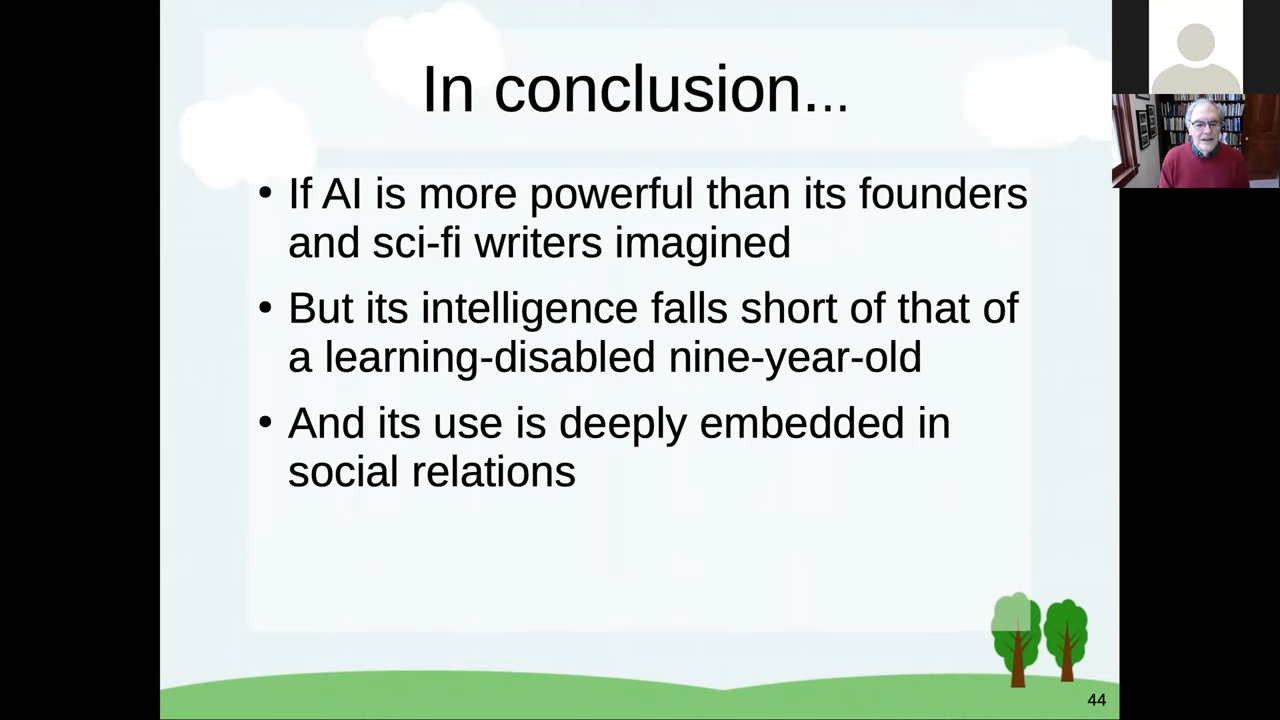 In conclusion...
• If AI is more powerful than its founders
and sci-fi writers imagined
• But its intelligence falls short of that of
a learning-disabled nine-year-old
• And its use is deeply embedded in
social relations
44